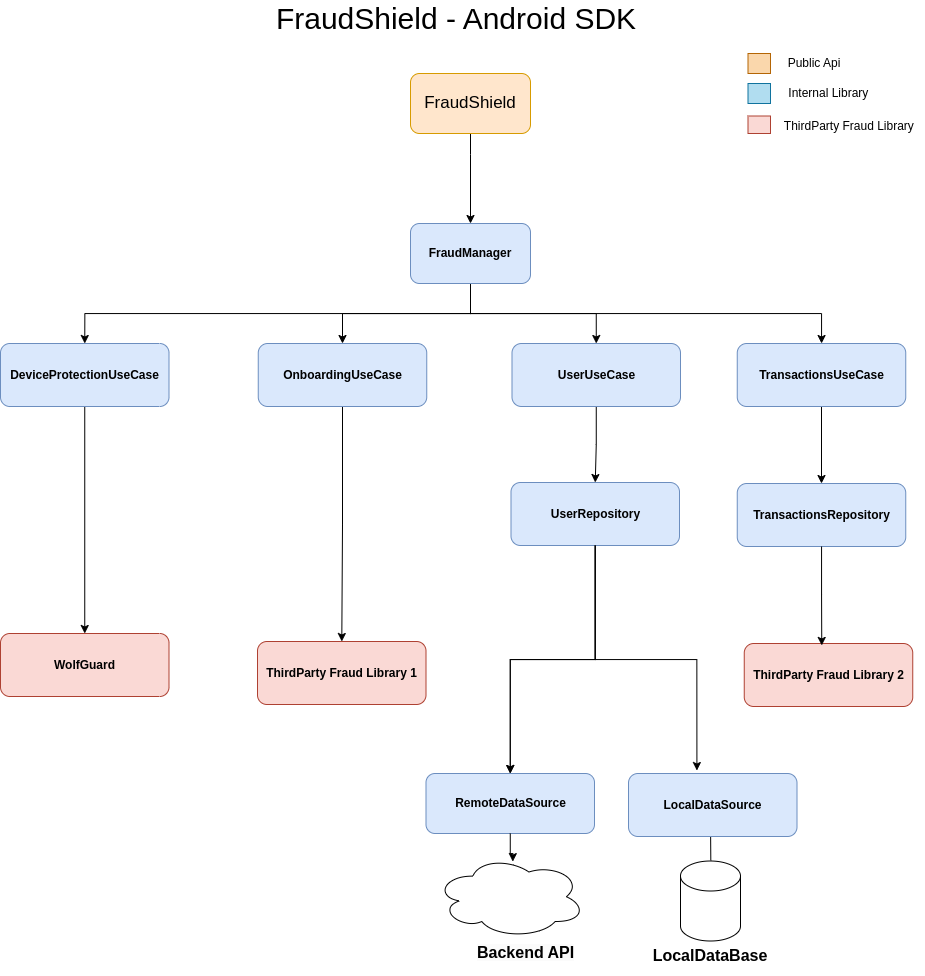 FraudShield - Android SDK
Public Api
Internal Library
ThirdParty Fraud Library
FraudShield
FraudManager
DeviceProtectionUseCase
OnboardingUseCase
UserUseCase
TransactionsUseCase
UserRepository
TransactionsRepository
WolfGuard
ThirdParty Fraud Library 1
ThirdParty Fraud Library 2
RemoteDataSource
LocalDataSource
Backend API
LocalDataBase